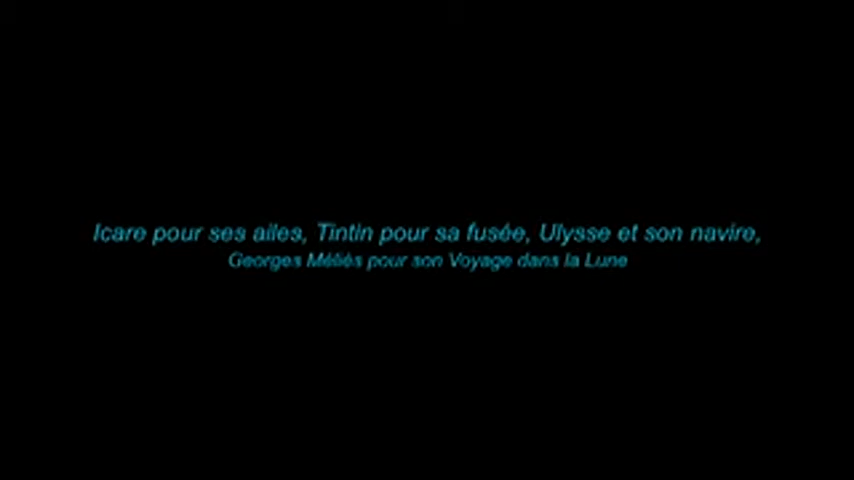 Icare pour ses ailes, Tintin pour sa fusée, Ulysse et son navire,
Georges Méliès pour son Voyage dans la Lune